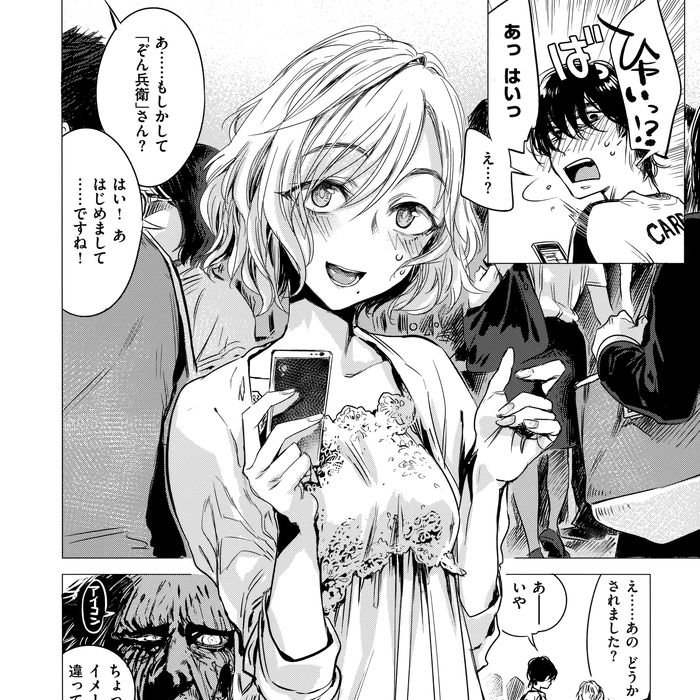 ひゃいっ!?
ばっ
CARP
あっ はいっ
え…?
あ……もしかして
「ぞん兵衛」さん?
はい! あ
はじめまして
……ですね!
え……あの どうか
されました?
あー
いや
アイコン
ちょっ
イメー
違って